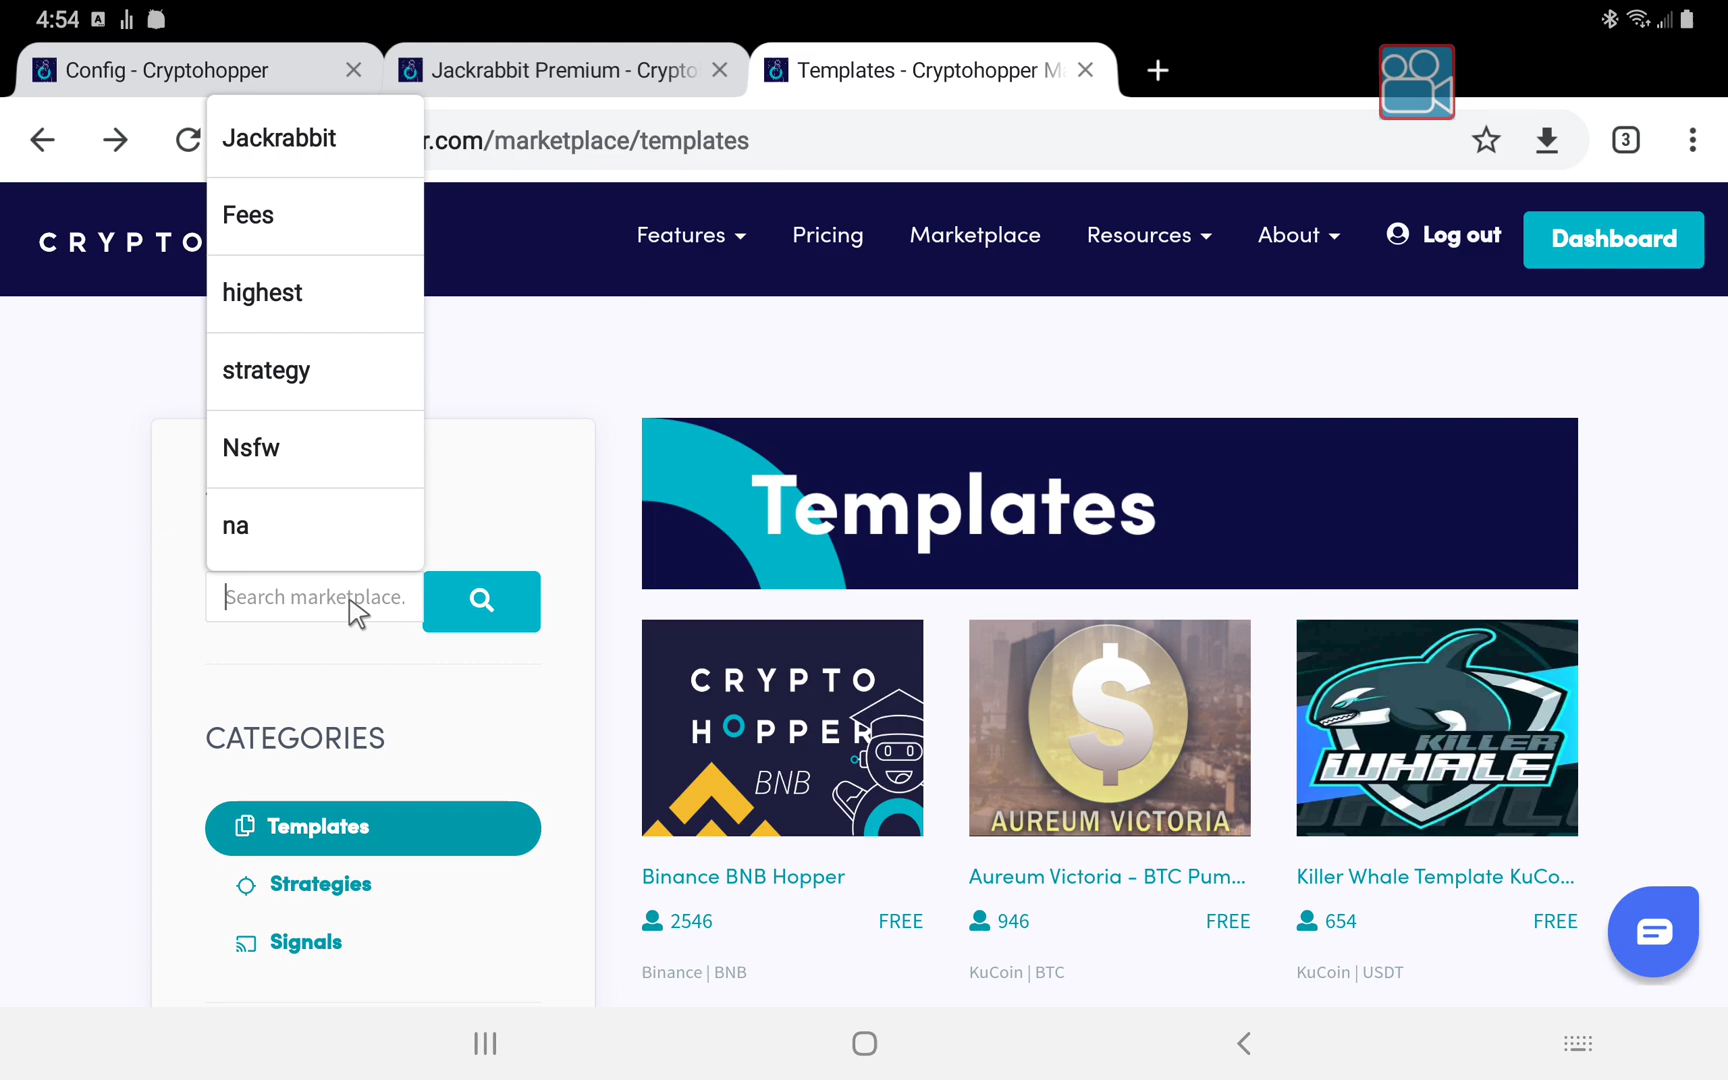 4:54
Config - Cryptohopper
Jackrabbit Premium - Crypto
Templates - Cryptohopper Ma
r.com/marketplace/templates
3
Jackrabbit
Fees
highest
strategy
Nsfw
na
CRYPTO
Features
Pricing
Marketplace
Resources
About
Log out
Dashboard
Search marketplace.
CATEGORIES
Templates
Strategies
Signals
Templates
CRYPTO
HOPPER
BNB
$
AUREUM VICTORIA
KILLER
WHALE
Binance BNB Hopper
2546
FREE
Binance | BNB
Aureum Victoria - BTC Pum...
946
FREE
KuCoin | BTC
Killer Whale Template KuCo...
654
FREE
KuCoin | USDT